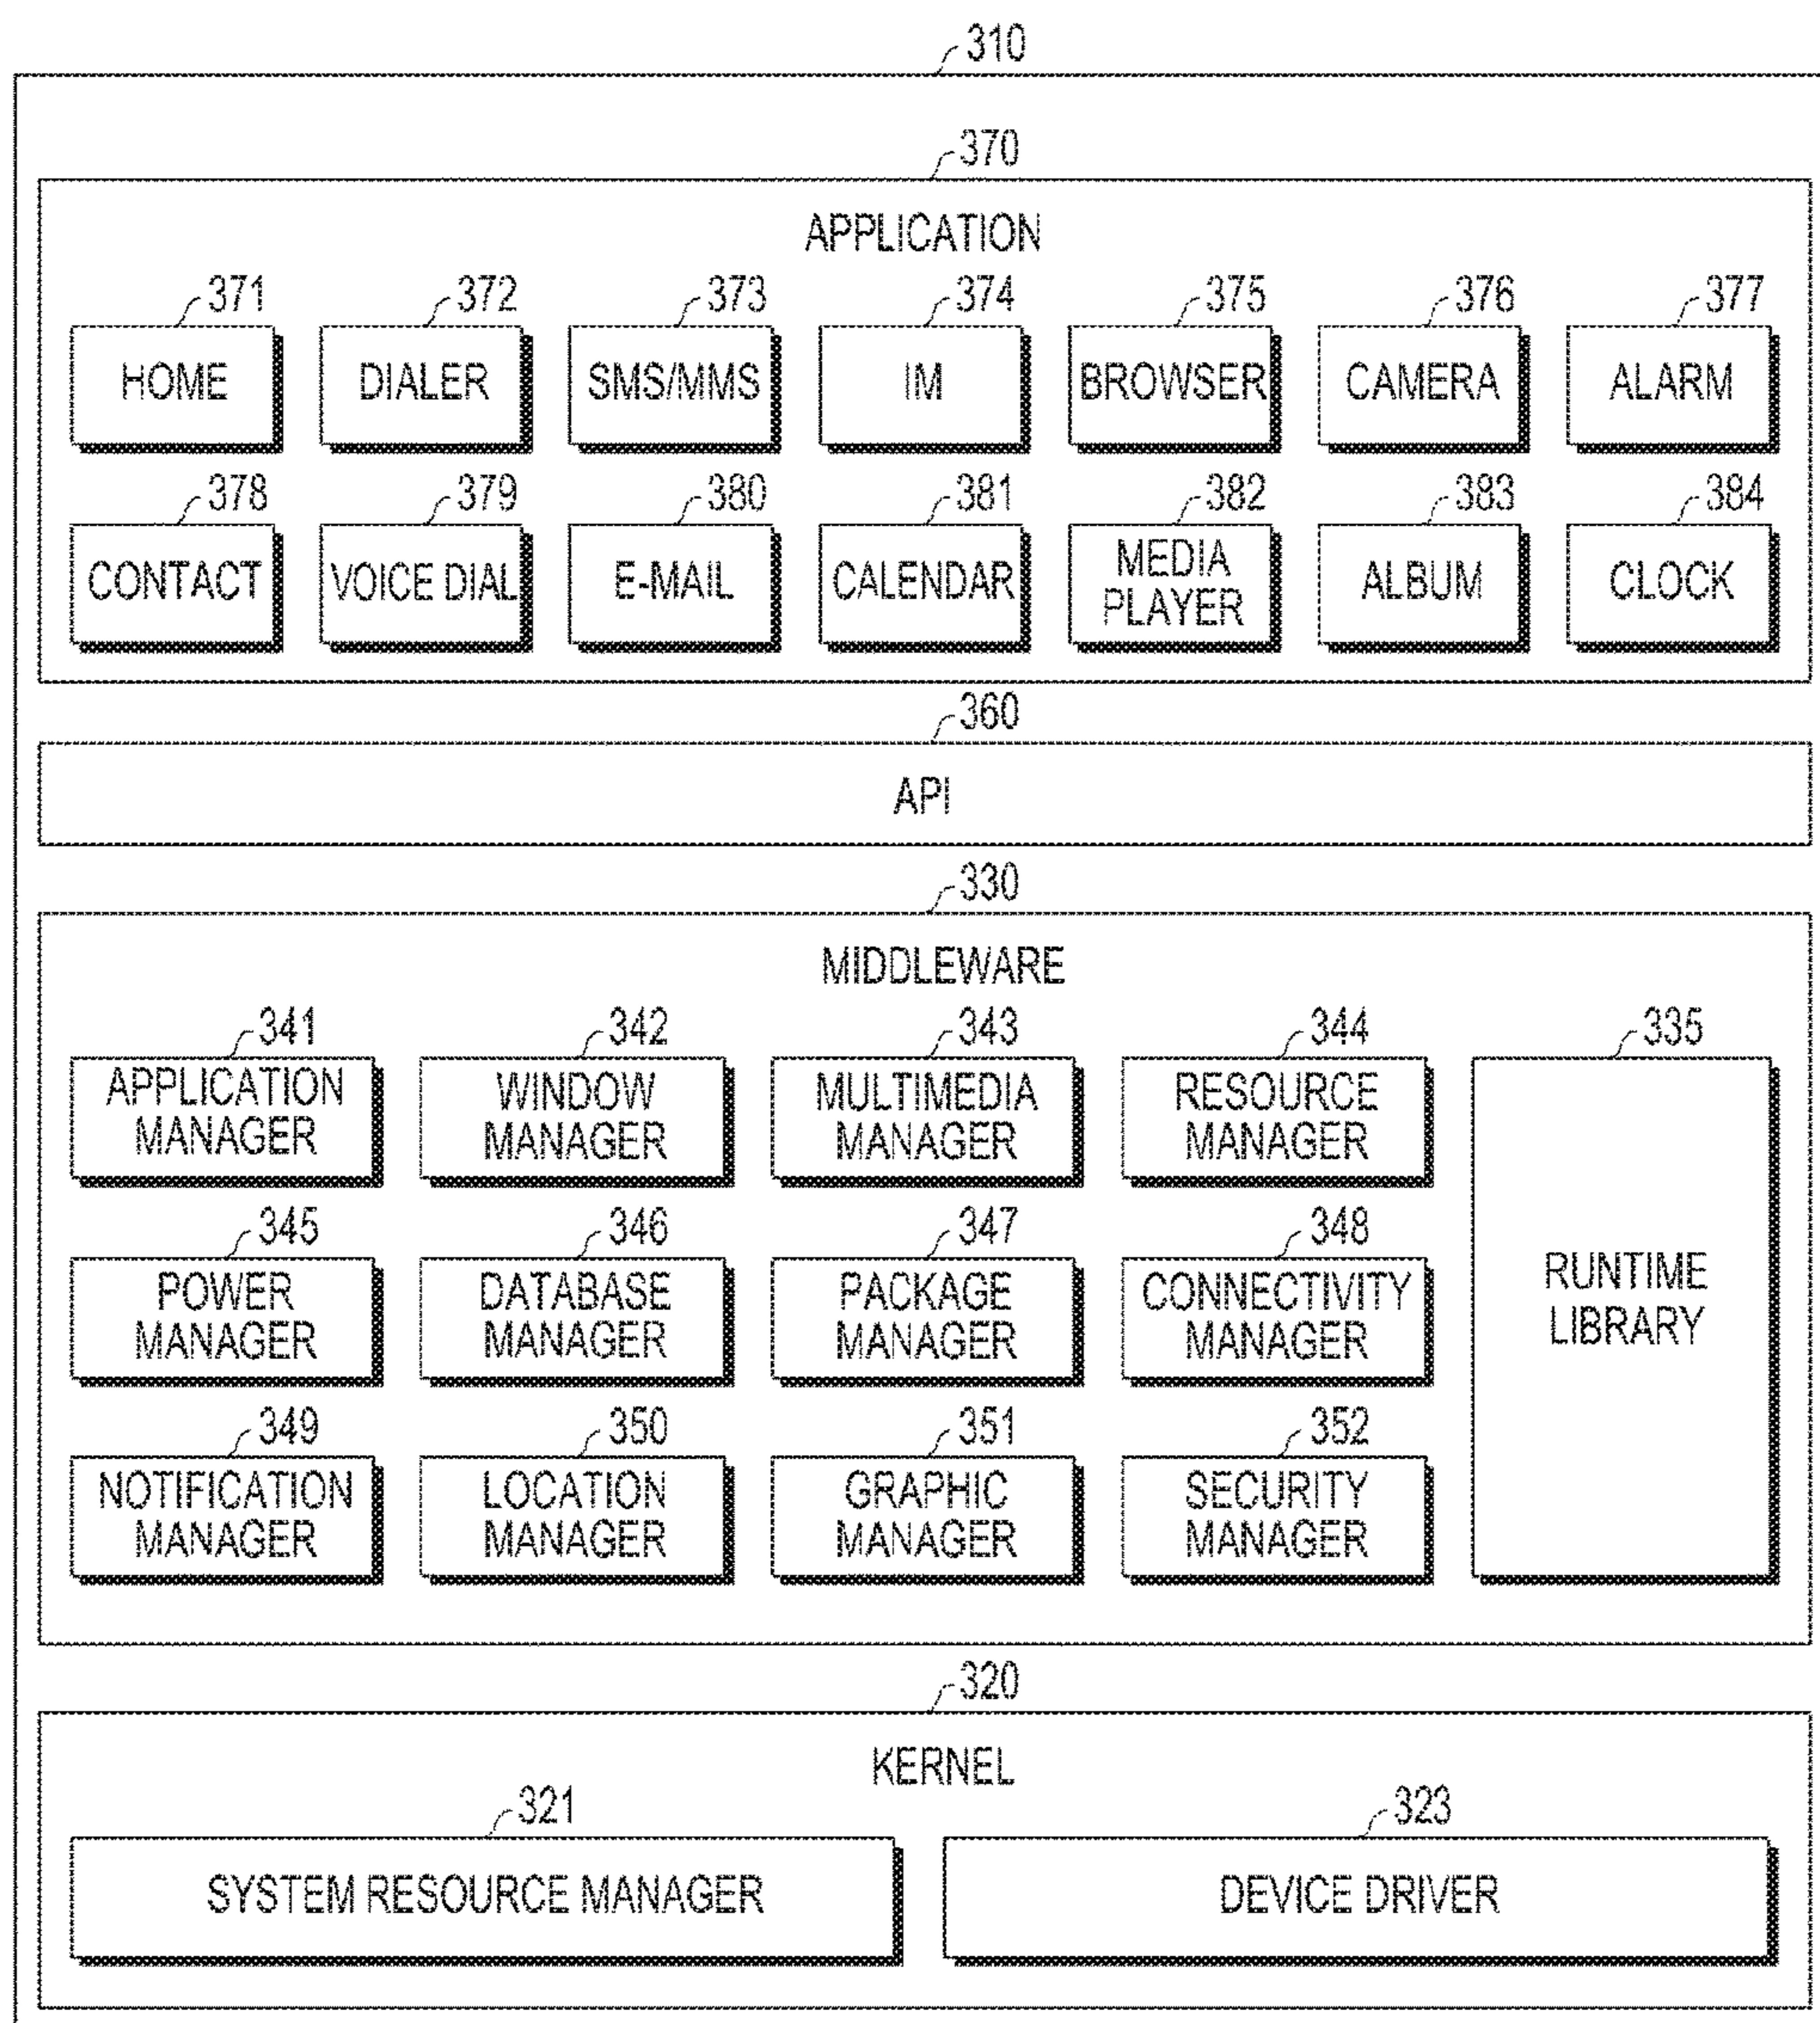 310
370
APPLICATION
371 372 373 374 375 376 377
HOME DIALER SMS/MMS IM BROWSER CAMERA ALARM
378 379 380 381 382 383 384
CONTACT VOICE DIAL E-MAIL CALENDAR MEDIA PLAYER ALBUM CLOCK
360
API
330
MIDDLEWARE
341 342 343 344 335
APPLICATION MANAGER WINDOW MANAGER MULTIMEDIA MANAGER RESOURCE MANAGER
345 346 347 348
POWER MANAGER DATABASE MANAGER PACKAGE MANAGER CONNECTIVITY MANAGER RUNTIME LIBRARY
349 350 351 352
NOTIFICATION MANAGER LOCATION MANAGER GRAPHIC MANAGER SECURITY MANAGER
320
KERNEL
321 323
SYSTEM RESOURCE MANAGER DEVICE DRIVER